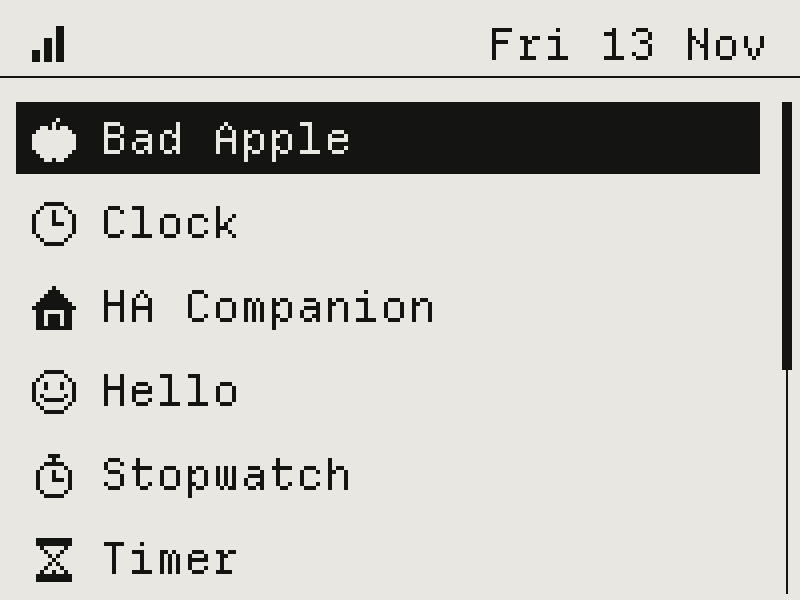 Fri 13 Nov
Bad Apple
Clock
HA Companion
Hello
Stopwatch
Timer